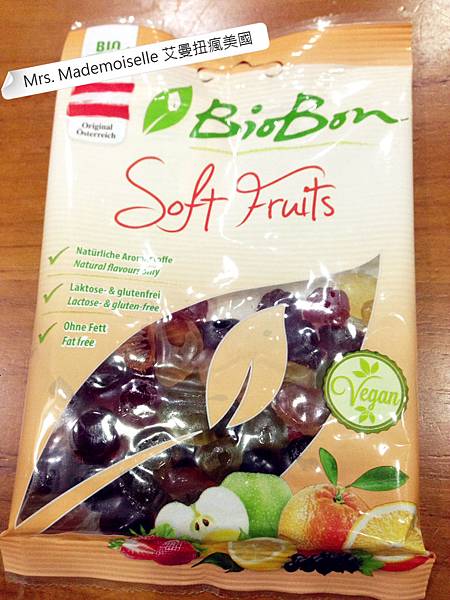 BIO
Mrs. Mademoiselle 艾曼扭瘋美國
Original
Österreich
BioBon
Soft Fruits
Natürliche Aromastoffe
Natural flavours only
Laktose- & glutenfrei
Lactose- & gluten-free
Ohne Fett
Fat free
Vegan